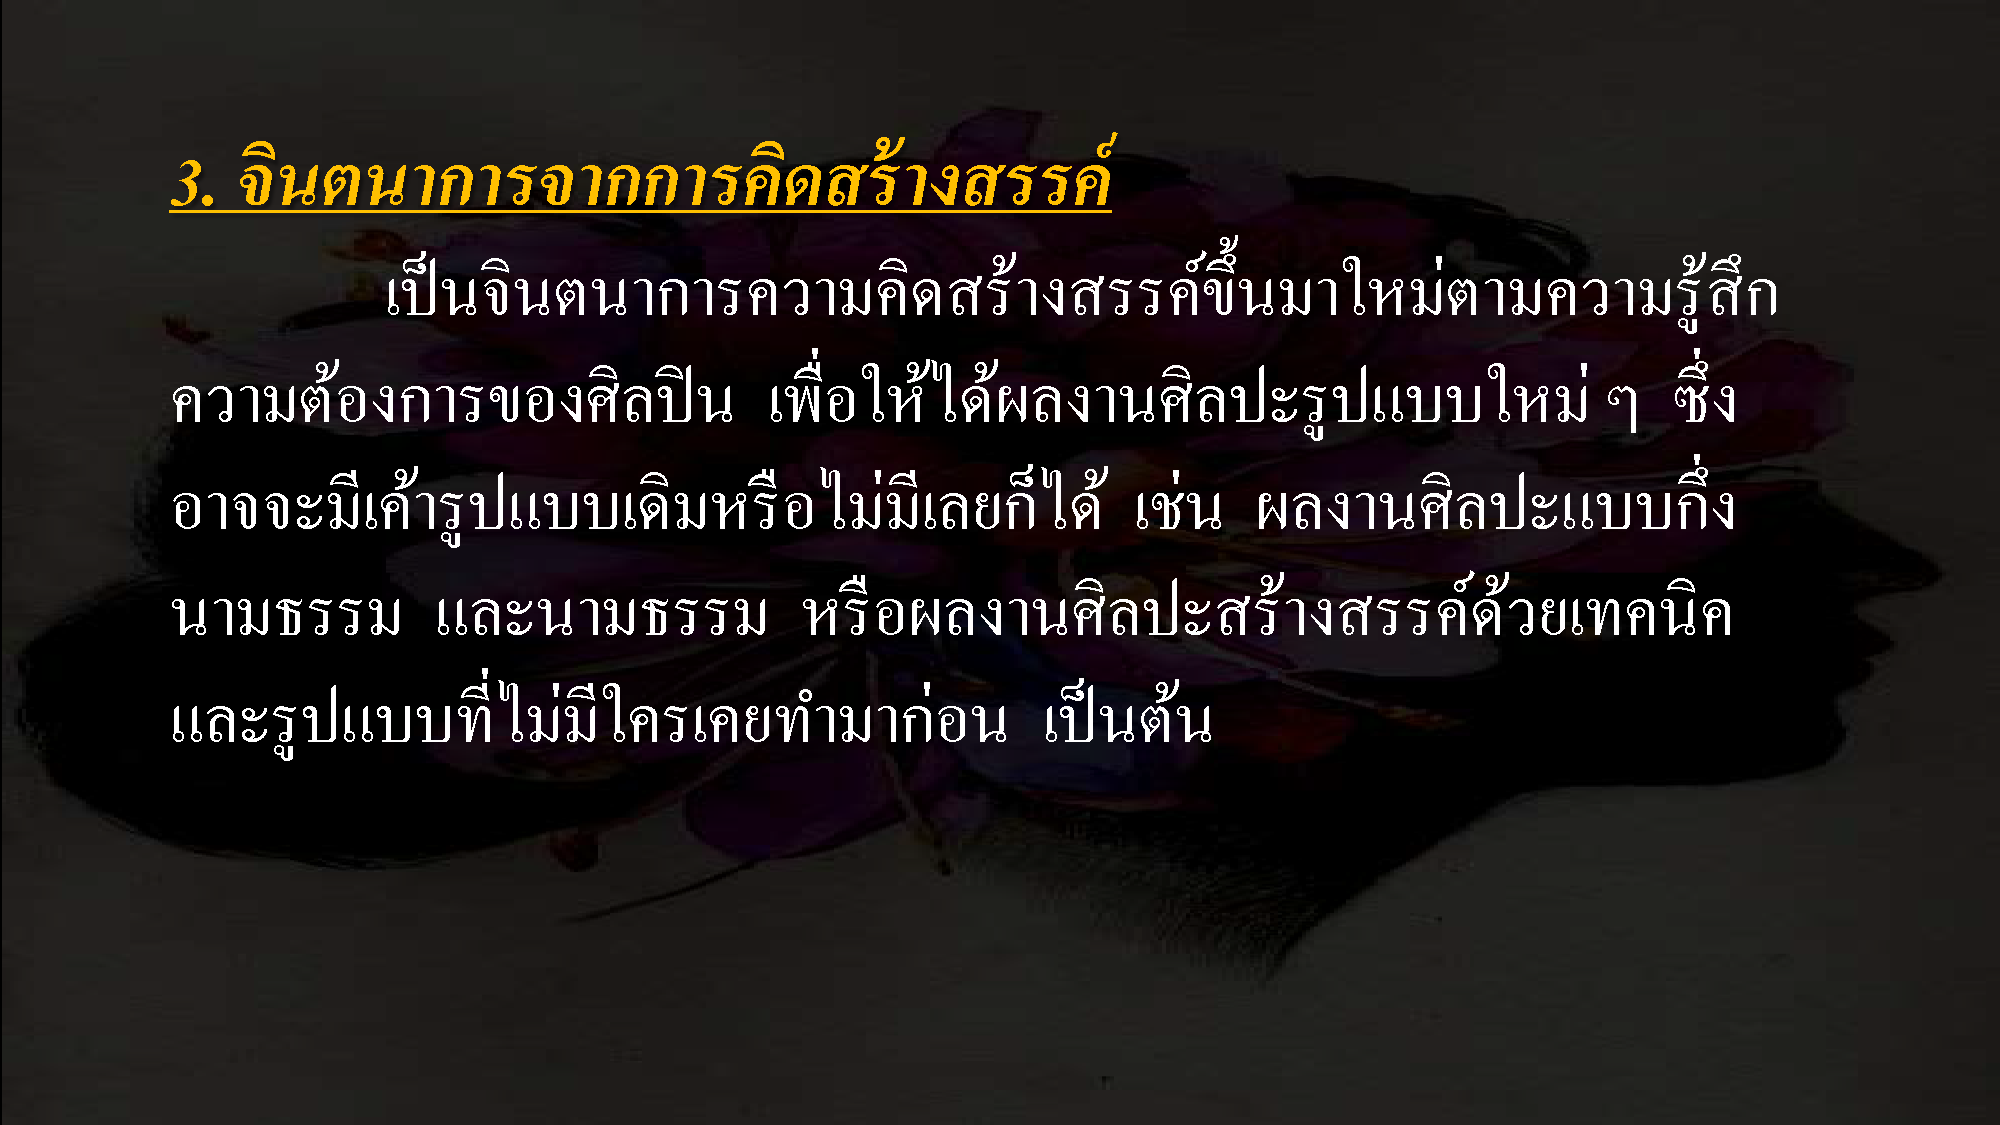 3. จินตนาการจากการคิดสร้างสรรค์
เป็นจินตนาการความคิดสร้างสรรค์ขึ้นมาใหม่ตามความรู้สึก
ความต้องการของศิลปิน เพื่อให้ได้ผลงานศิลปะรูปแบบใหม่ ๆ ซึ่ง
อาจจะมีเค้ารูปแบบเดิมหรือไม่มีเลยก็ได้ เช่น ผลงานศิลปะแบบกึ่ง
นามธรรม และนามธรรม หรือผลงานศิลปะสร้างสรรค์ด้วยเทคนิค
และรูปแบบที่ไม่มีใครเคยทำมาก่อน เป็นต้น